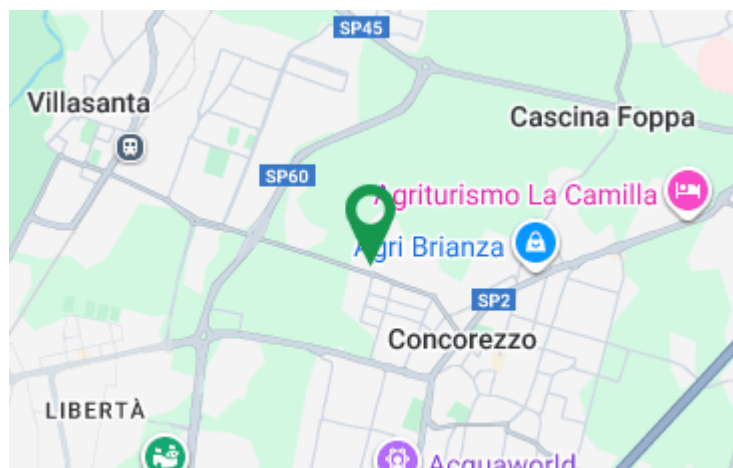 SP45
Villasanta
Cascina Foppa
SP60
Agriturismo La Camilla
Agri Brianza
SP2
Concorezzo
LIBERTÀ
Acquaworld